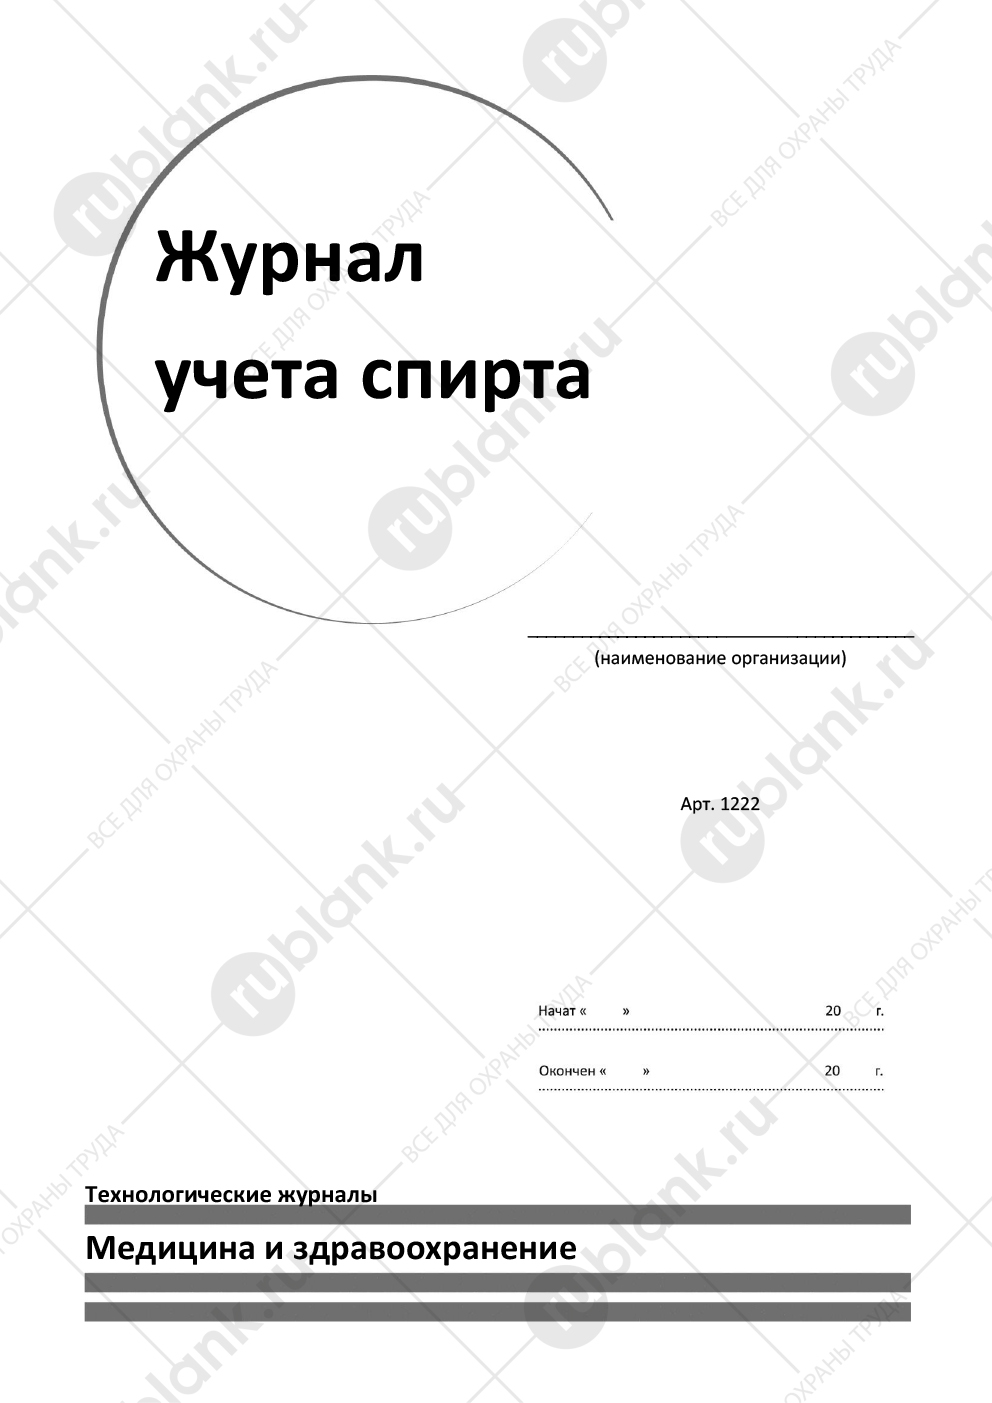 Журнал
учета спирта
(наименование организации)
Арт. 1222
Начат « » 20 г.
Окончен « » 20 г.
Технологические журналы
Медицина и здравоохранение
rublank.ru
ВСЕ ДЛЯ ОХРАНЫ ТРУДА